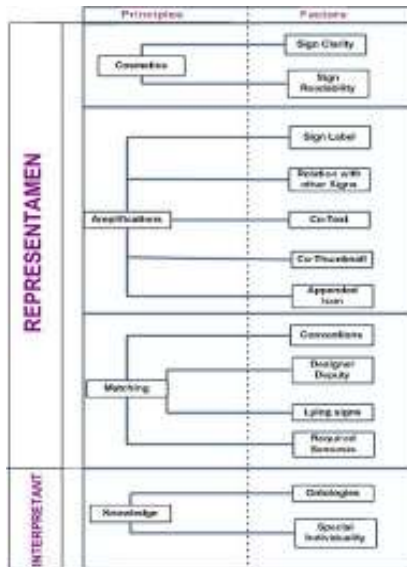 Principles
Factors
REPRESENTAMEN
Cosmetics
Sign Clarity
Sign
Readability
Amplifications
Sign Label
Relation with
other Signs
Co-Text
Co-Thumbnail
Appended
Icon
Matching
Conventions
Designer
Deputy
Lying signs
Required
INTERPRETANT
Knowledge
Ontologies
Special
Individuality